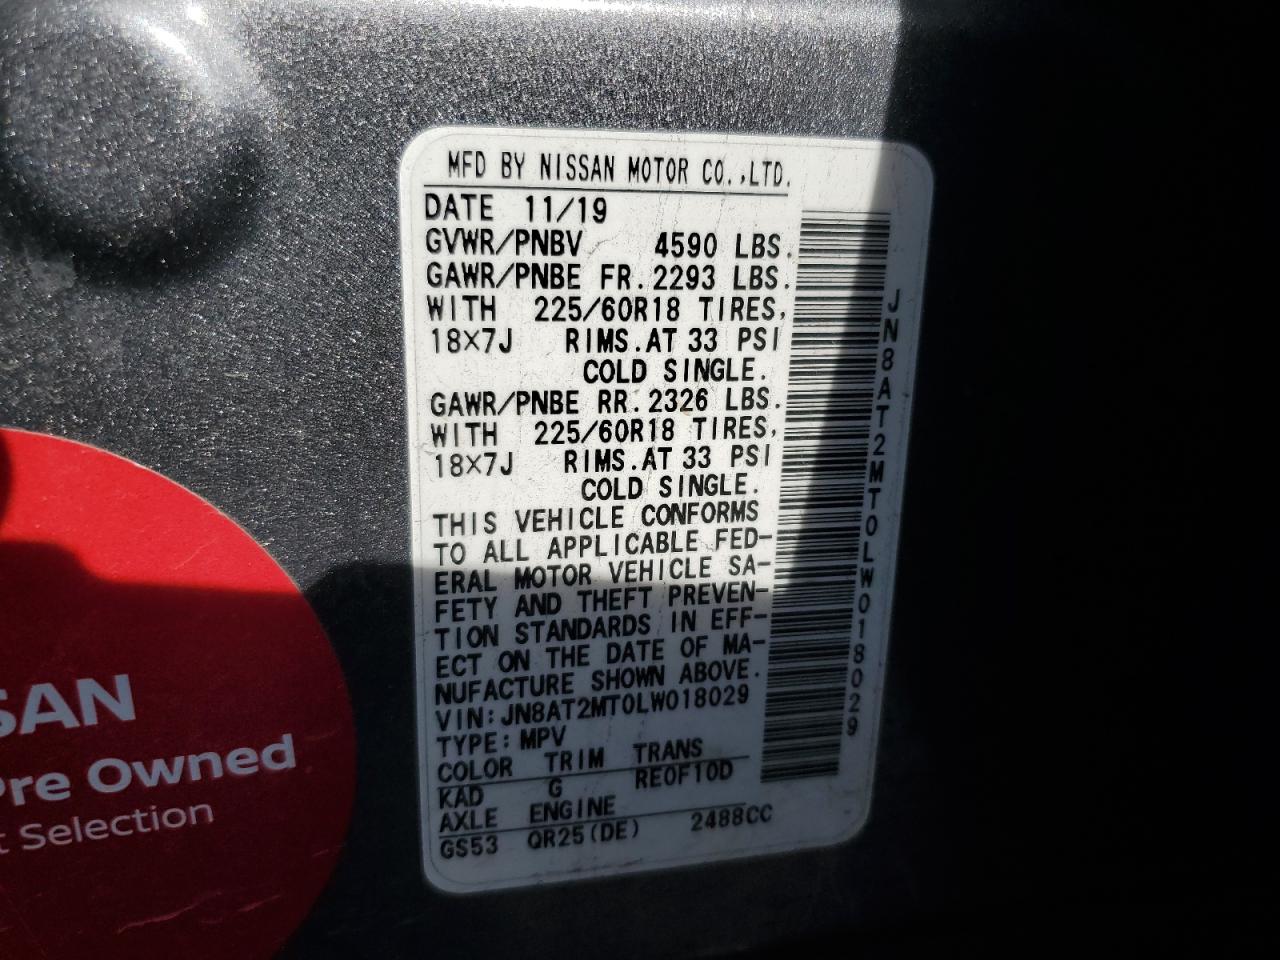 MFD BY NISSAN MOTOR CO.,LTD.
DATE 11/19
GVWR/PNBV 4590 LBS.
GAWR/PNBE FR. 2293 LBS.
WITH 225/60R18 TIRES,
18×7J RIMS.AT 33 PSI
COLD SINGLE.
GAWR/PNBE RR. 2326 LBS.
WITH 225/60R18 TIRES,
18×7J RIMS.AT 33 PSI
COLD SINGLE.
THIS VEHICLE CONFORMS
TO ALL APPLICABLE FED-
ERAL MOTOR VEHICLE SA-
FETY AND THEFT PREVEN-
TION STANDARDS IN EFF-
ECT ON THE DATE OF MA-
NUFACTURE SHOWN ABOVE.
VIN: JN8AT2MT0LW018029
TYPE: MPV
COLOR TRIM TRANS
KAD G RE0F10D
AXLE ENGINE
GS53 QR25(DE) 2488CC
JN8AT2MT0LW018029
SAN
Pre Owned
t Selection